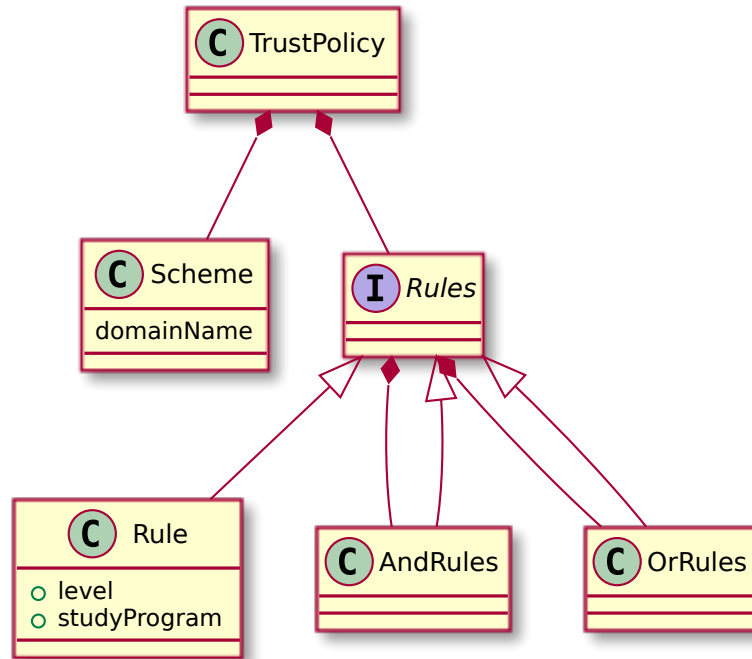 C TrustPolicy
C Scheme
domainName
I Rules
C Rule
level
studyProgram
C AndRules
C OrRules